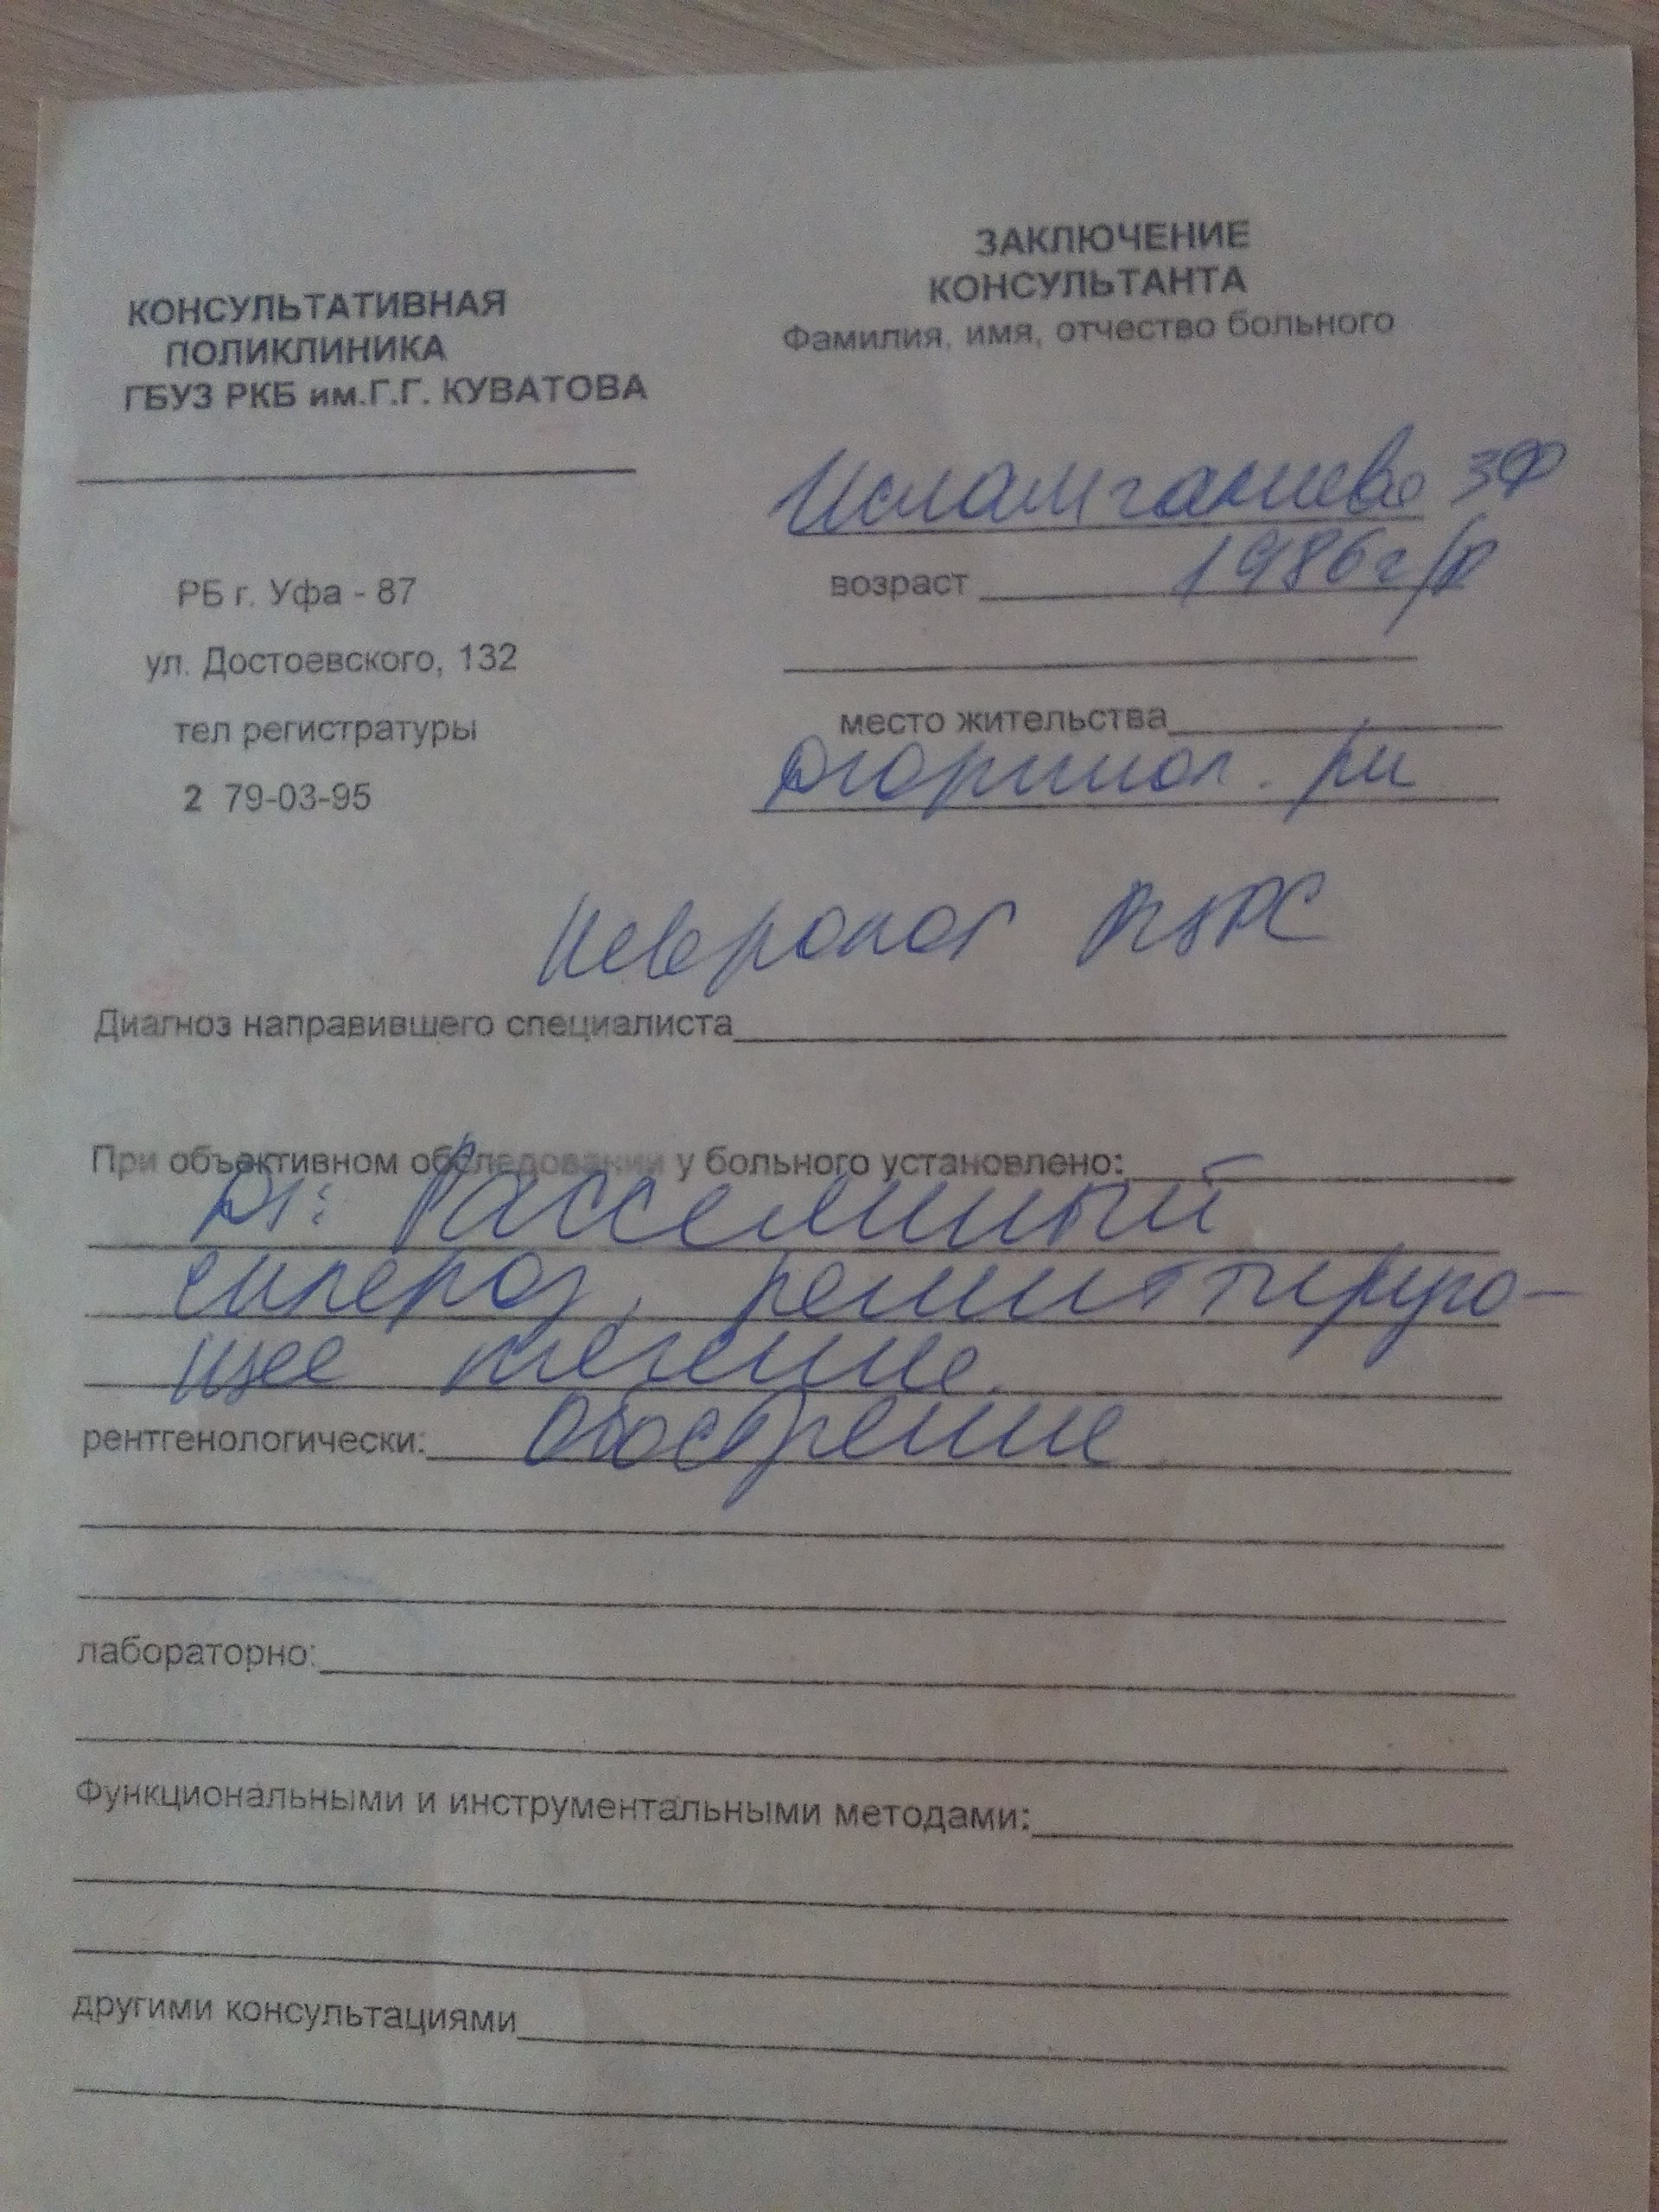 ЗАКЛЮЧЕНИЕ
КОНСУЛЬТАНТА
Фамилия, имя, отчество больного
КОНСУЛЬТАТИВНАЯ
ПОЛИКЛИНИКА
ГБУЗ РКБ им.Г.Г. КУВАТОВА
Исламгалиева ЗФ
возраст 1986г/р
РБ г. Уфа - 87
ул. Достоевского, 132
тел регистратуры
2 79-03-95
место жительства
Невролог
Диагноз направившего специалиста
При объективном обследовании у больного установлено:
Ds: Рассеянный
склероз, ремиттирую-
щее течение.
рентгенологически: Обострение
лабораторно:
Функциональными и инструментальными методами:
другими консультациями